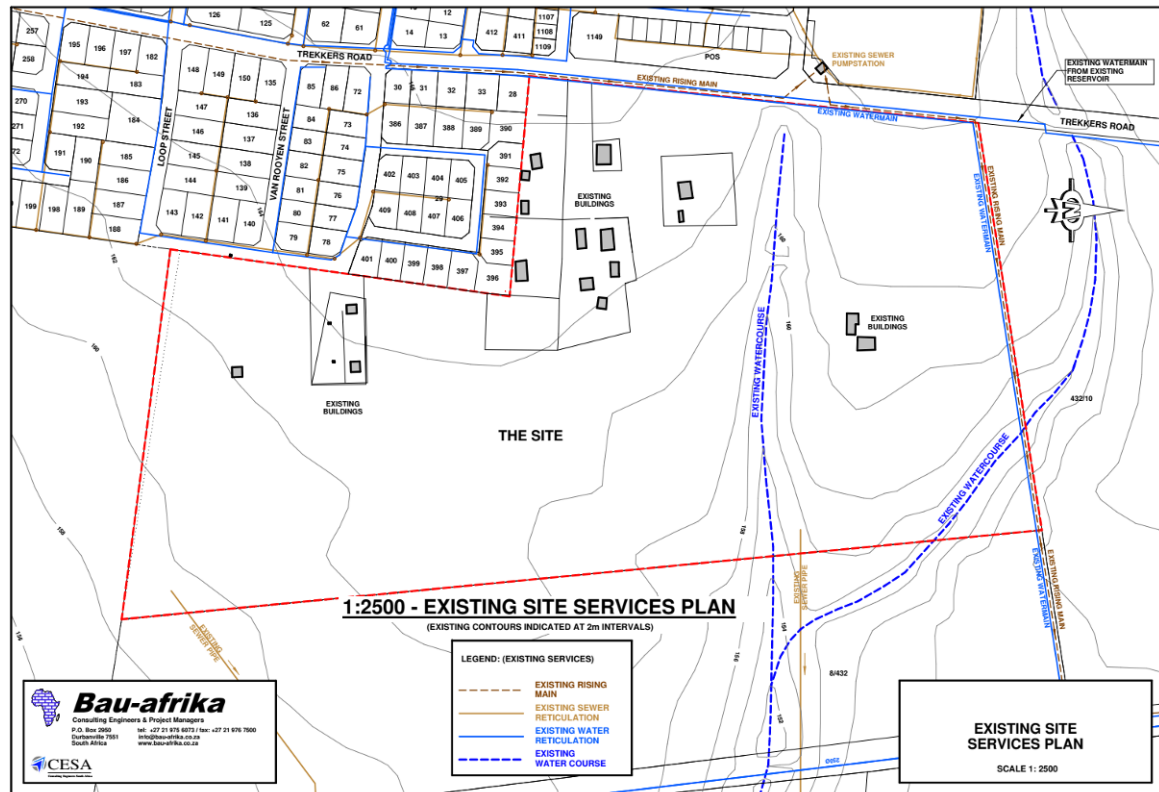 257
258
270
271
72
195
196
197
182
194
183
193
184
192
191
190
185
186
187
199
198
189
188
LOOP STREET
126
125
62
61
12
14
13
412
411
1107
1108
1109
1149
POS
TREKKERS ROAD
148
149
150
135
147
136
146
137
145
138
144
139
143
142
141
140
VAN ROOYEN STREET
85
86
72
84
73
83
74
82
75
81
76
80
77
79
78
30
31
32
33
28
386
387
388
389
390
391
392
393
394
395
396
402
403
404
405
29
409
408
407
406
401
400
399
398
397
EXISTING RISING MAIN
EXISTING SEWER
PUMPSTATION
EXISTING WATERMAIN
FROM EXISTING
RESERVOIR
EXISTING WATERMAIN
TREKKERS ROAD
EXISTING RISING MAIN
EXISTING WATERMAIN
N
EXISTING
BUILDINGS
EXISTING
BUILDINGS
EXISTING
BUILDINGS
THE SITE
EXISTING WATERCOURSE
EXISTING WATERCOURSE
432/10
164
162
160
160
158
156
154
152
EXISTING
SEWER PIPE
EXISTING
SEWER PIPE
EXISTING RISING MAIN
EXISTING WATERMAIN
8/432
1:2500 - EXISTING SITE SERVICES PLAN
(EXISTING CONTOURS INDICATED AT 2m INTERVALS)
LEGEND: (EXISTING SERVICES)
EXISTING RISING
MAIN
EXISTING SEWER
RETICULATION
EXISTING WATER
RETICULATION
EXISTING
WATER COURSE
Bau-afrika
Consulting Engineers & Project Managers
P.O. Box 2950 tel: +27 21 976 6073 / fax: +27 21 976 7600
Durbanville 7551 info@bau-afrika.co.za
South Africa www.bau-afrika.co.za
CESA
EXISTING SITE
SERVICES PLAN
SCALE 1: 2500